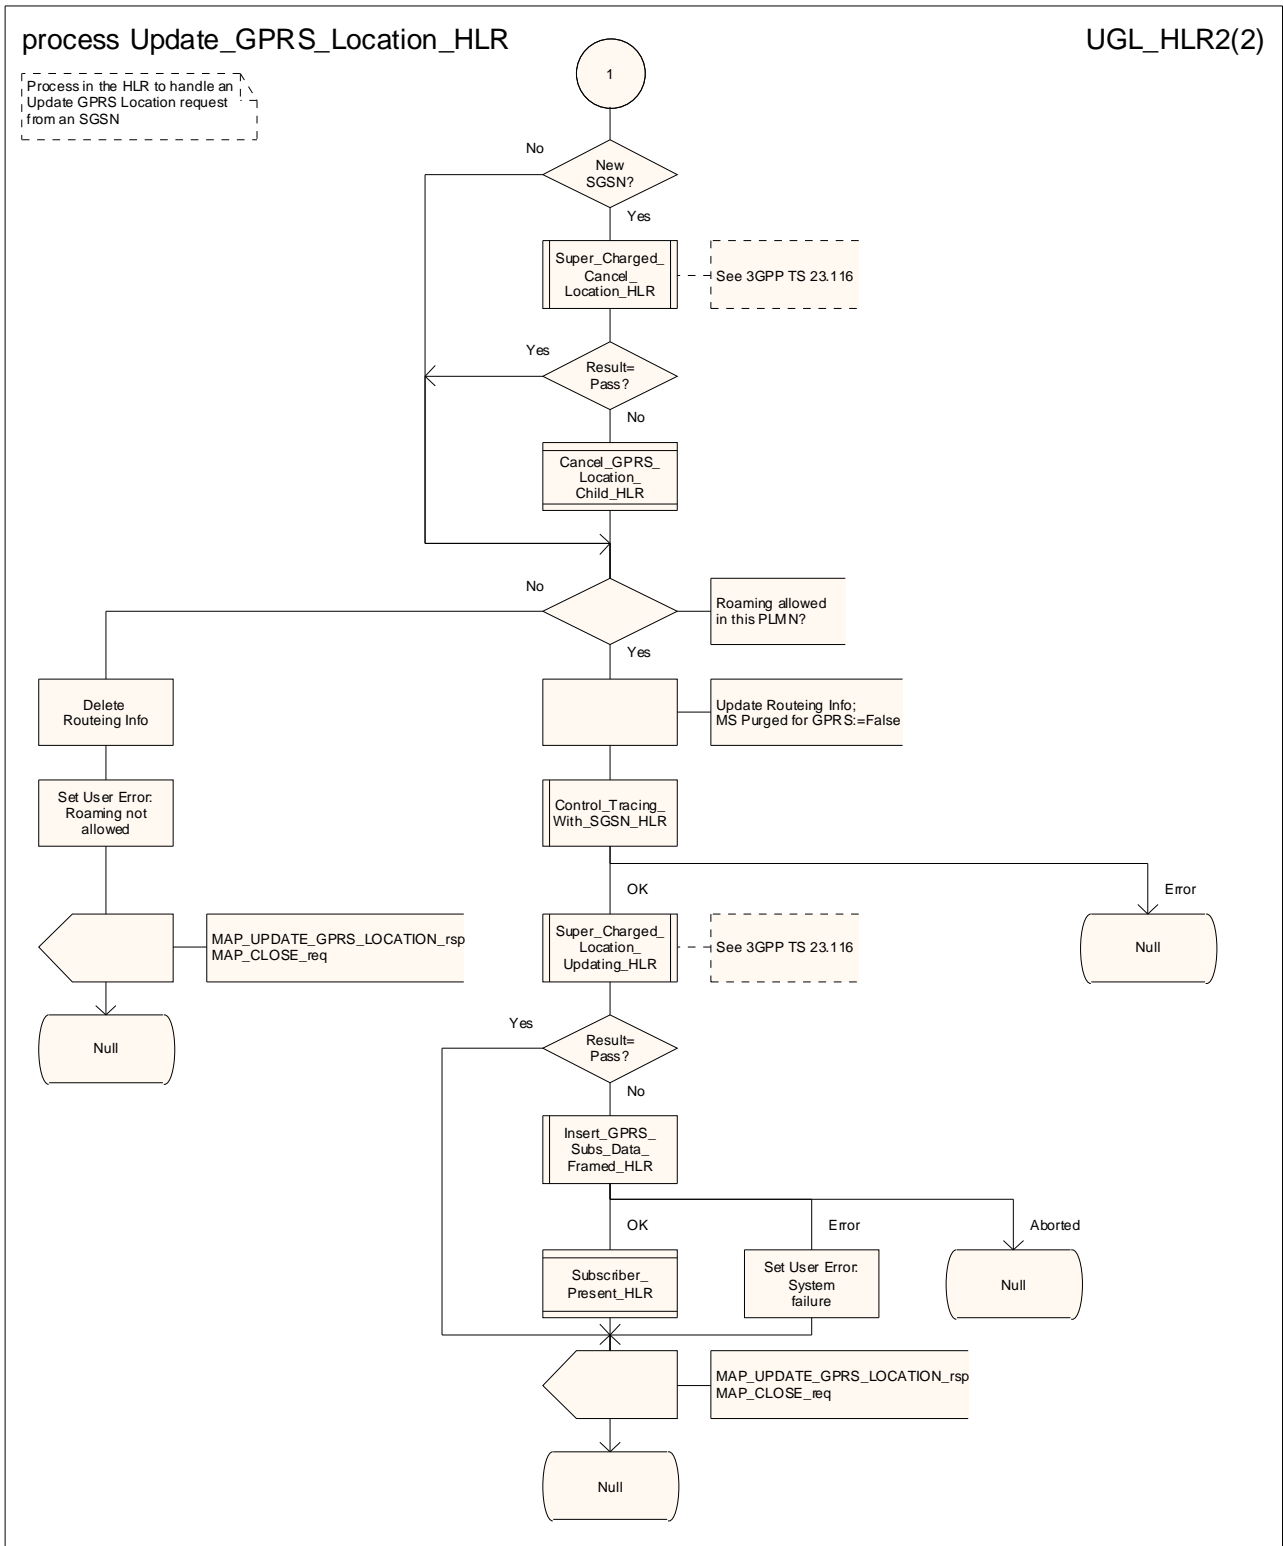 process Update_GPRS_Location_HLR
UGL_HLR2(2)
Process in the HLR to handle an
Update GPRS Location request
from an SGSN
1
No
New
SGSN?
Yes
Super_Charged_
Cancel_
Location_HLR
See 3GPP TS 23.116
Yes
Result=
Pass?
No
Cancel_GPRS_
Location_
Child_HLR
No
Roaming allowed
in this PLMN?
Yes
Delete
Routeing Info
Update Routeing Info;
MS Purged for GPRS:=False
Set User Error:
Roaming not
allowed
Control_Tracing_
With_SGSN_HLR
OK
Error
MAP_UPDATE_GPRS_LOCATION_rsp
MAP_CLOSE_req
Super_Charged_
Location_
Updating_HLR
See 3GPP TS 23.116
Null
Null
Yes
Result=
Pass?
No
Insert_GPRS_
Subs_Data_
Framed_HLR
OK
Error
Aborted
Subscriber_
Present_HLR
Set User Error:
System
failure
Null
MAP_UPDATE_GPRS_LOCATION_rsp
MAP_CLOSE_req
Null